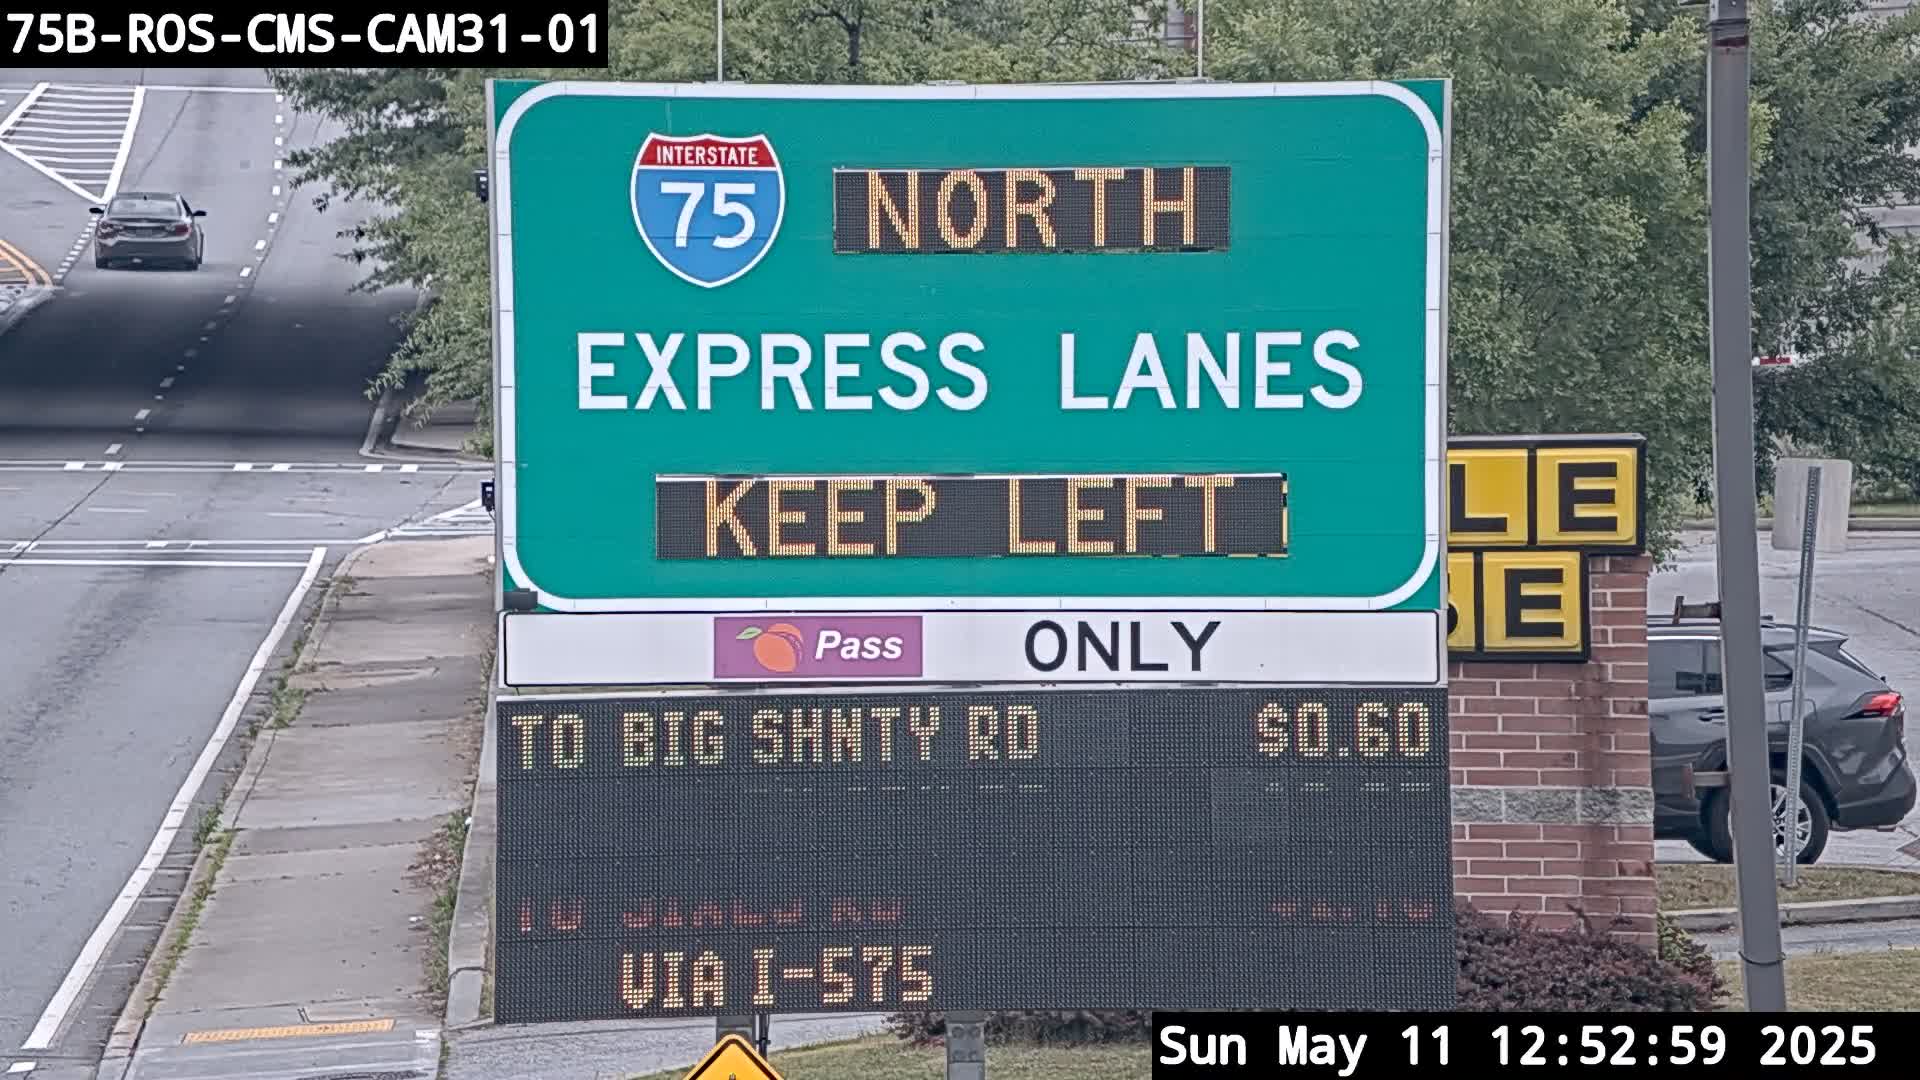 75B-ROS-CMS-CAM31-01
INTERSTATE
75
NORTH
EXPRESS LANES
KEEP LEFT
Pass ONLY
TO BIG SHNTY RD $0.60
VIA I-575
LE
E
Sun May 11 12:52:59 2025